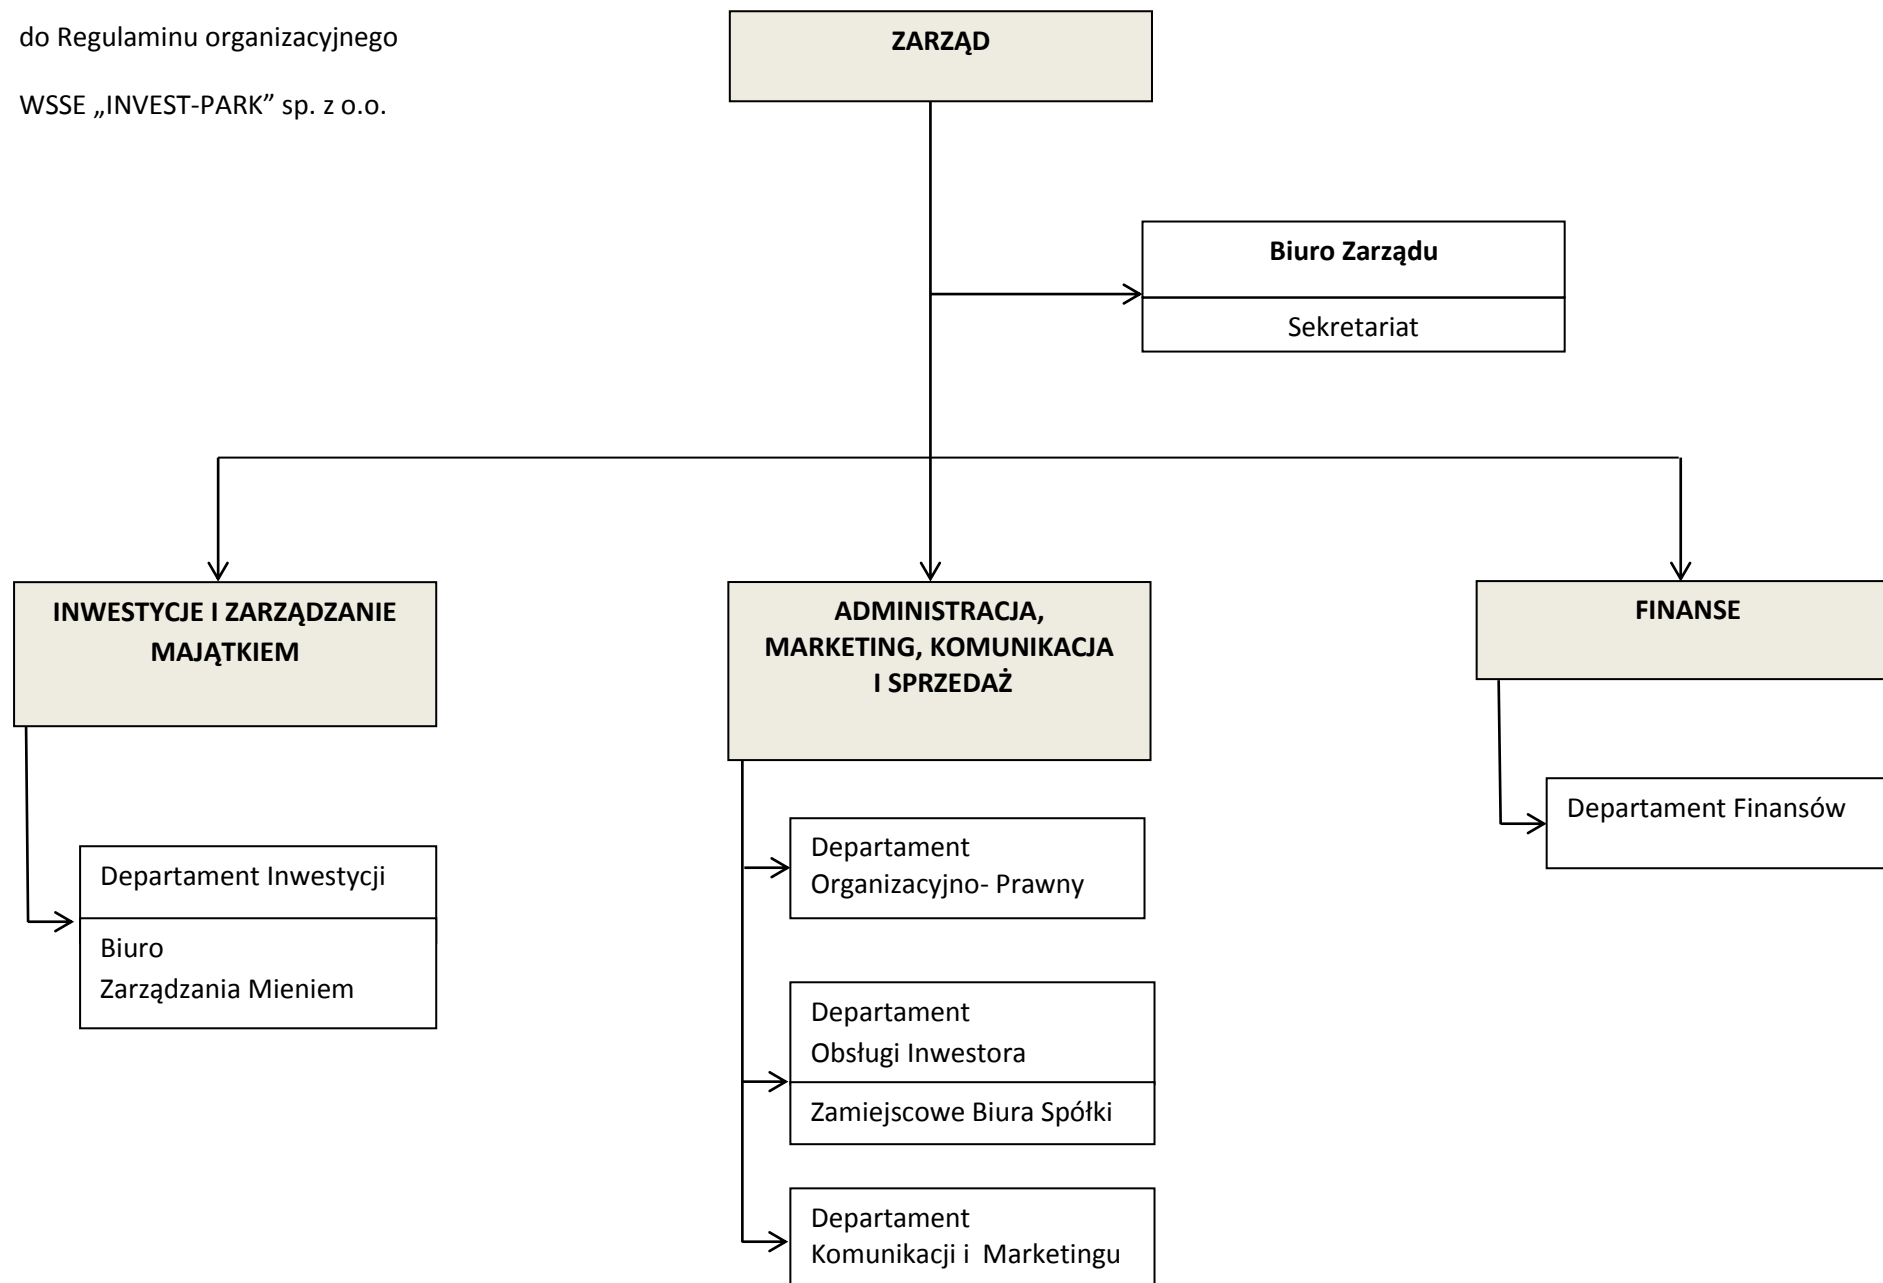 do Regulaminu organizacyjnego
WSSE „INVEST-PARK” sp. z o.o.
ZARZĄD
Biuro Zarządu
Sekretariat
INWESTYCJE I ZARZĄDZANIE
MAJĄTKIEM
Departament Inwestycji
Biuro
Zarządzania Mieniem
ADMINISTRACJA,
MARKETING, KOMUNIKACJA
I SPRZEDAŻ
Departament
Organizacyjno- Prawny
Departament
Obsługi Inwestora
Zamiejscowe Biura Spółki
Departament
Komunikacji i  Marketingu
FINANSE
Departament Finansów